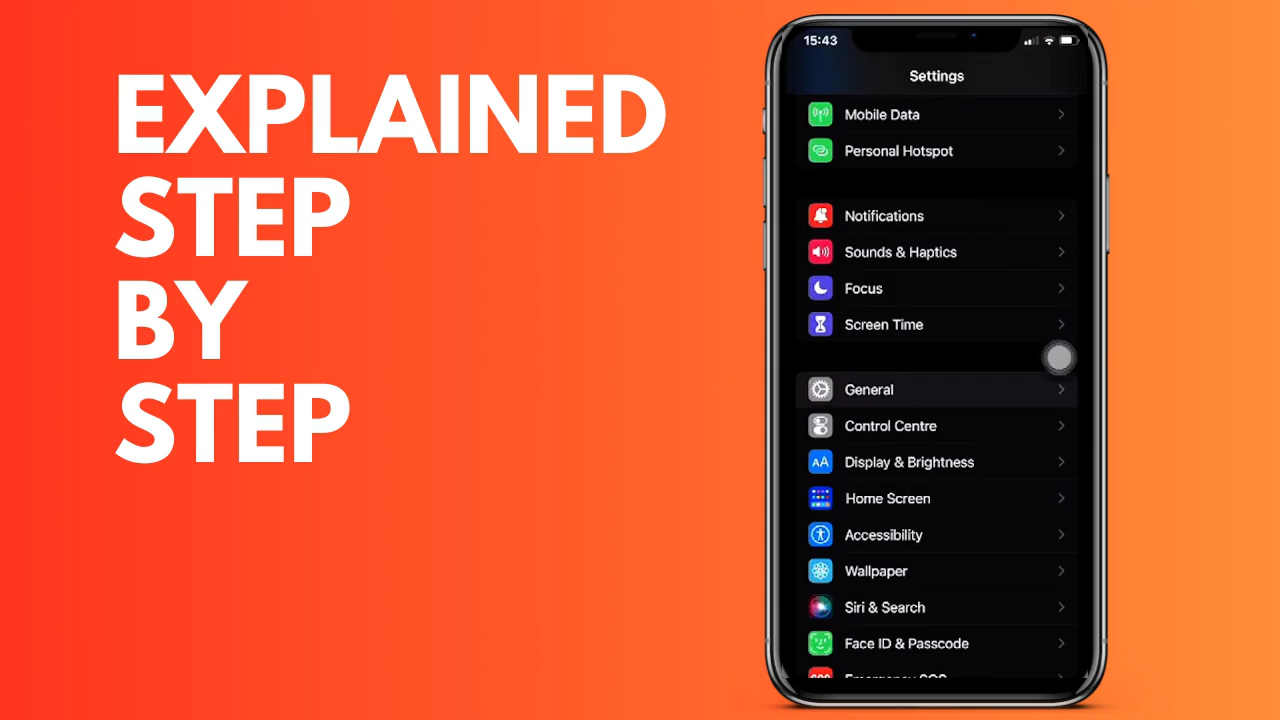 EXPLAINED
STEP
BY
STEP
15:43
Settings
Mobile Data
Personal Hotspot
Notifications
Sounds & Haptics
Focus
Screen Time
General
Control Centre
AA
Display & Brightness
Home Screen
Accessibility
Wallpaper
Siri & Search
Face ID & Passcode